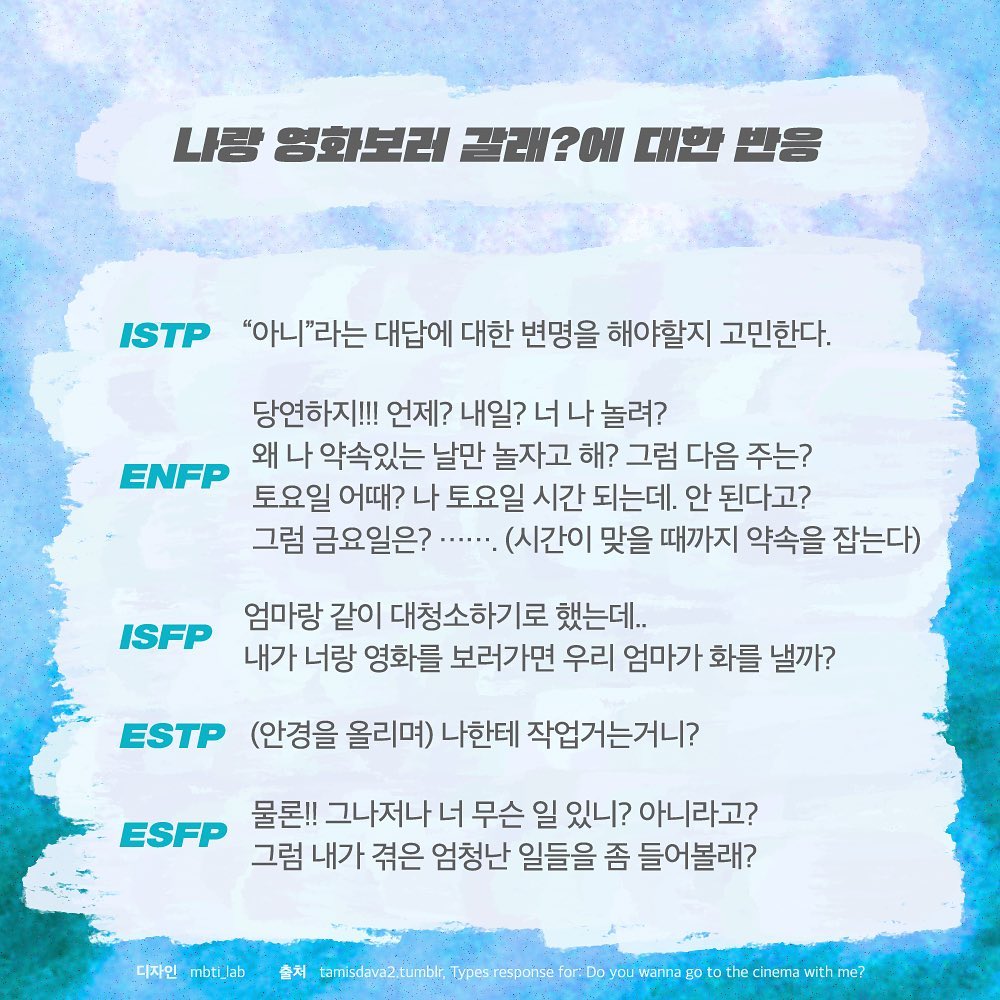 나랑 영화보러 갈래?에 대한 반응
ISTP “아니”라는 대답에 대한 변명을 해야할지 고민한다.
당연하지!!! 언제? 내일? 너 나 놀려?
왜 나 약속있는 날만 놀자고 해? 그럼 다음 주는?
ENFP
토요일 어때? 나 토요일 시간 되는데. 안 된다고?
그럼 금요일은? ……. (시간이 맞을 때까지 약속을 잡는다)
엄마랑 같이 대청소하기로 했는데..
ISFP
내가 너랑 영화를 보러가면 우리 엄마가 화를 낼까?
ESTP (안경을 올리며) 나한테 작업거는거니?
물론!! 그나저나 너 무슨 일 있니? 아니라고?
ESFP
그럼 내가 겪은 엄청난 일들을 좀 들어볼래?
디자인 mbti_lab 출처 tamisdava2.tumblr, Types response for: Do you wanna go to the cinema with me?